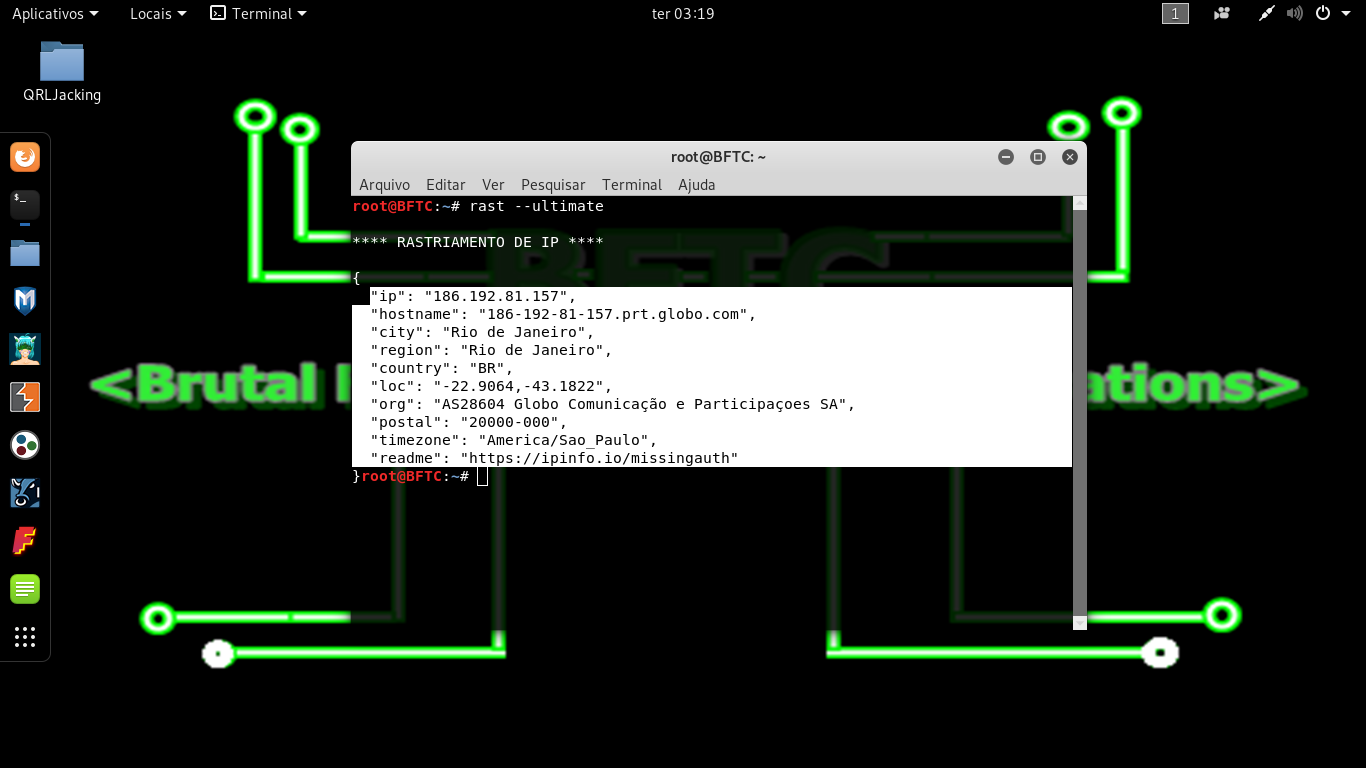 Aplicativos Locais Terminal ter 03:19 1
QRLJacking
root@BFTC: ~
Arquivo Editar Ver Pesquisar Terminal Ajuda
root@BFTC:~# rast --ultimate
**** RASTRIAMENTO DE IP ****
{
"ip": "186.192.81.157",
"hostname": "186-192-81-157.prt.globo.com",
"city": "Rio de Janeiro",
"region": "Rio de Janeiro",
"country": "BR",
"loc": "-22.9064,-43.1822",
"org": "AS28604 Globo Comunicação e Participaçoes SA",
"postal": "20000-000",
"timezone": "America/Sao_Paulo",
"readme": "https://ipinfo.io/missingauth"
}root@BFTC:~#
BFTC
<Brutal ations>